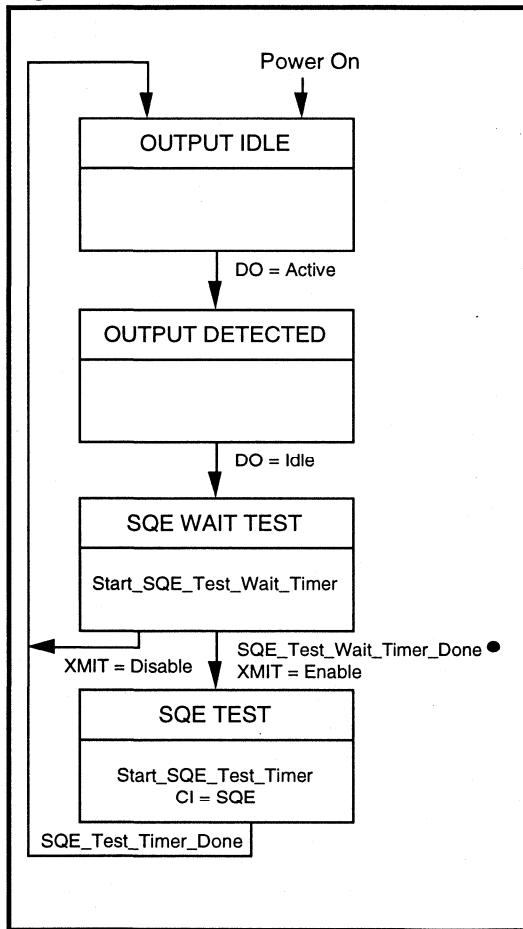 Power On
OUTPUT IDLE
DO = Active
OUTPUT DETECTED
DO = Idle
SQE WAIT TEST
Start_SQE_Test_Wait_Timer
XMIT = Disable
SQE_Test_Wait_Timer_Done ●
XMIT = Enable
SQE TEST
Start_SQE_Test_Timer
CI = SQE
SQE_Test_Timer_Done